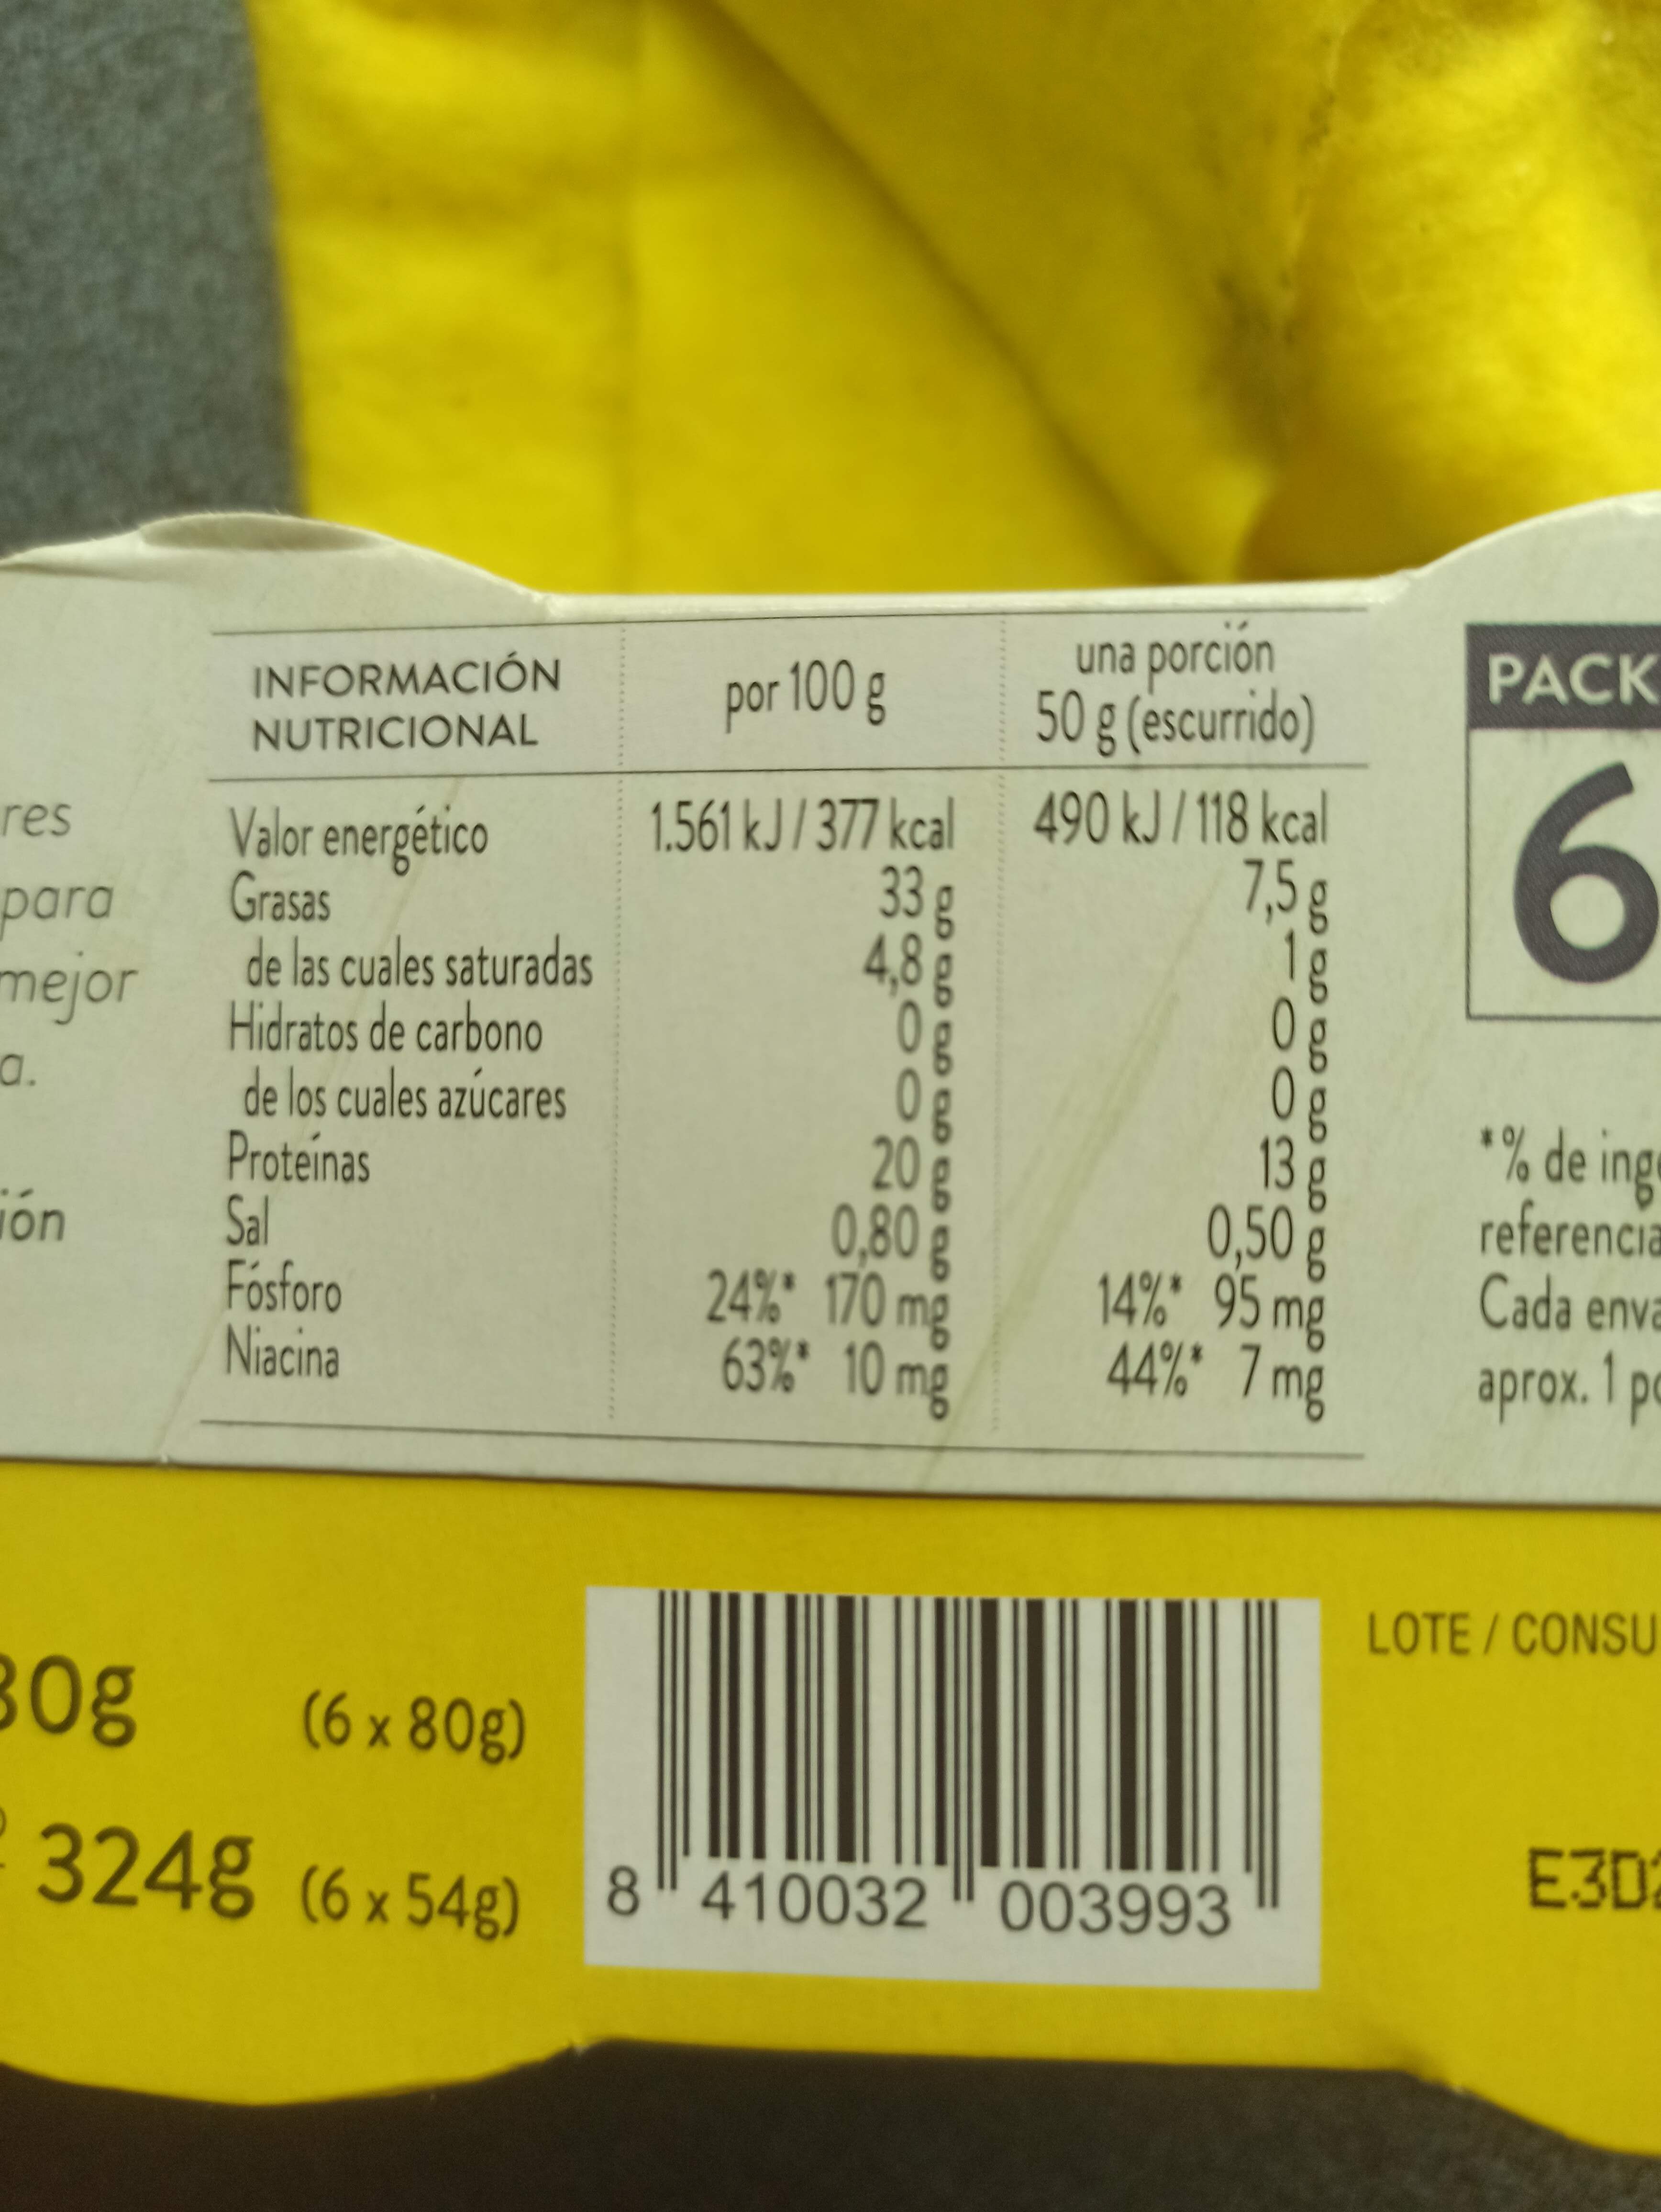 res
para
mejor
a.
ión
INFORMACIÓN
NUTRICIONAL
por 100 g
una porción
50 g (escurrido)
Valor energético 1.561 kJ / 377 kcal 490 kJ / 118 kcal
Grasas 33 g 7,5 g
de las cuales saturadas 4,8 g 1 g
Hidratos de carbono 0 g 0 g
de los cuales azúcares 0 g 0 g
Proteínas 20 g 13 g
Sal 0,80 g 0,50 g
Fósforo 24%* 170 mg 14%* 95 mg
Niacina 63%* 10 mg 44%* 7 mg
PACK
6
*% de inge
referencia
Cada enva
aprox. 1 po
80g (6 x 80g)
324g (6 x 54g)
8 410032 003993
LOTE / CONSU
E3D